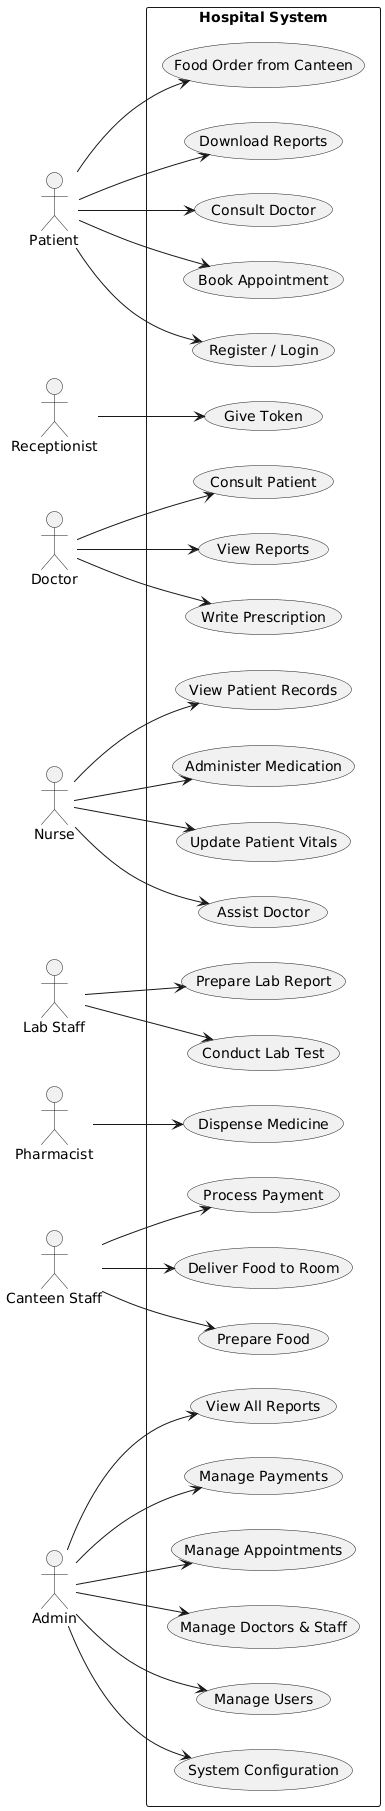 Hospital System
Food Order from Canteen
Download Reports
Consult Doctor
Patient
Book Appointment
Register / Login
Give Token
Receptionist
Consult Patient
View Reports
Doctor
Write Prescription
View Patient Records
Administer Medication
Nurse
Update Patient Vitals
Assist Doctor
Prepare Lab Report
Lab Staff
Conduct Lab Test
Dispense Medicine
Pharmacist
Process Payment
Deliver Food to Room
Canteen Staff
Prepare Food
View All Reports
Manage Payments
Manage Appointments
Admin
Manage Doctors & Staff
Manage Users
System Configuration